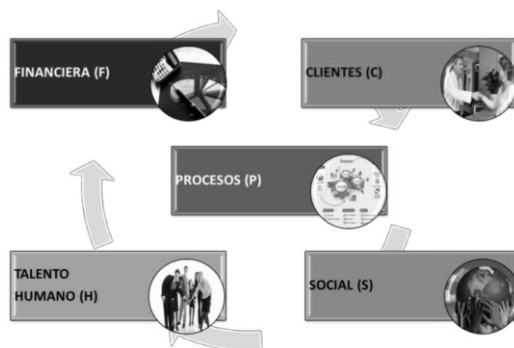 FINANCIERA (F)
CLIENTES (C)
PROCESOS (P)
TALENTO
HUMANO (H)
SOCIAL (S)